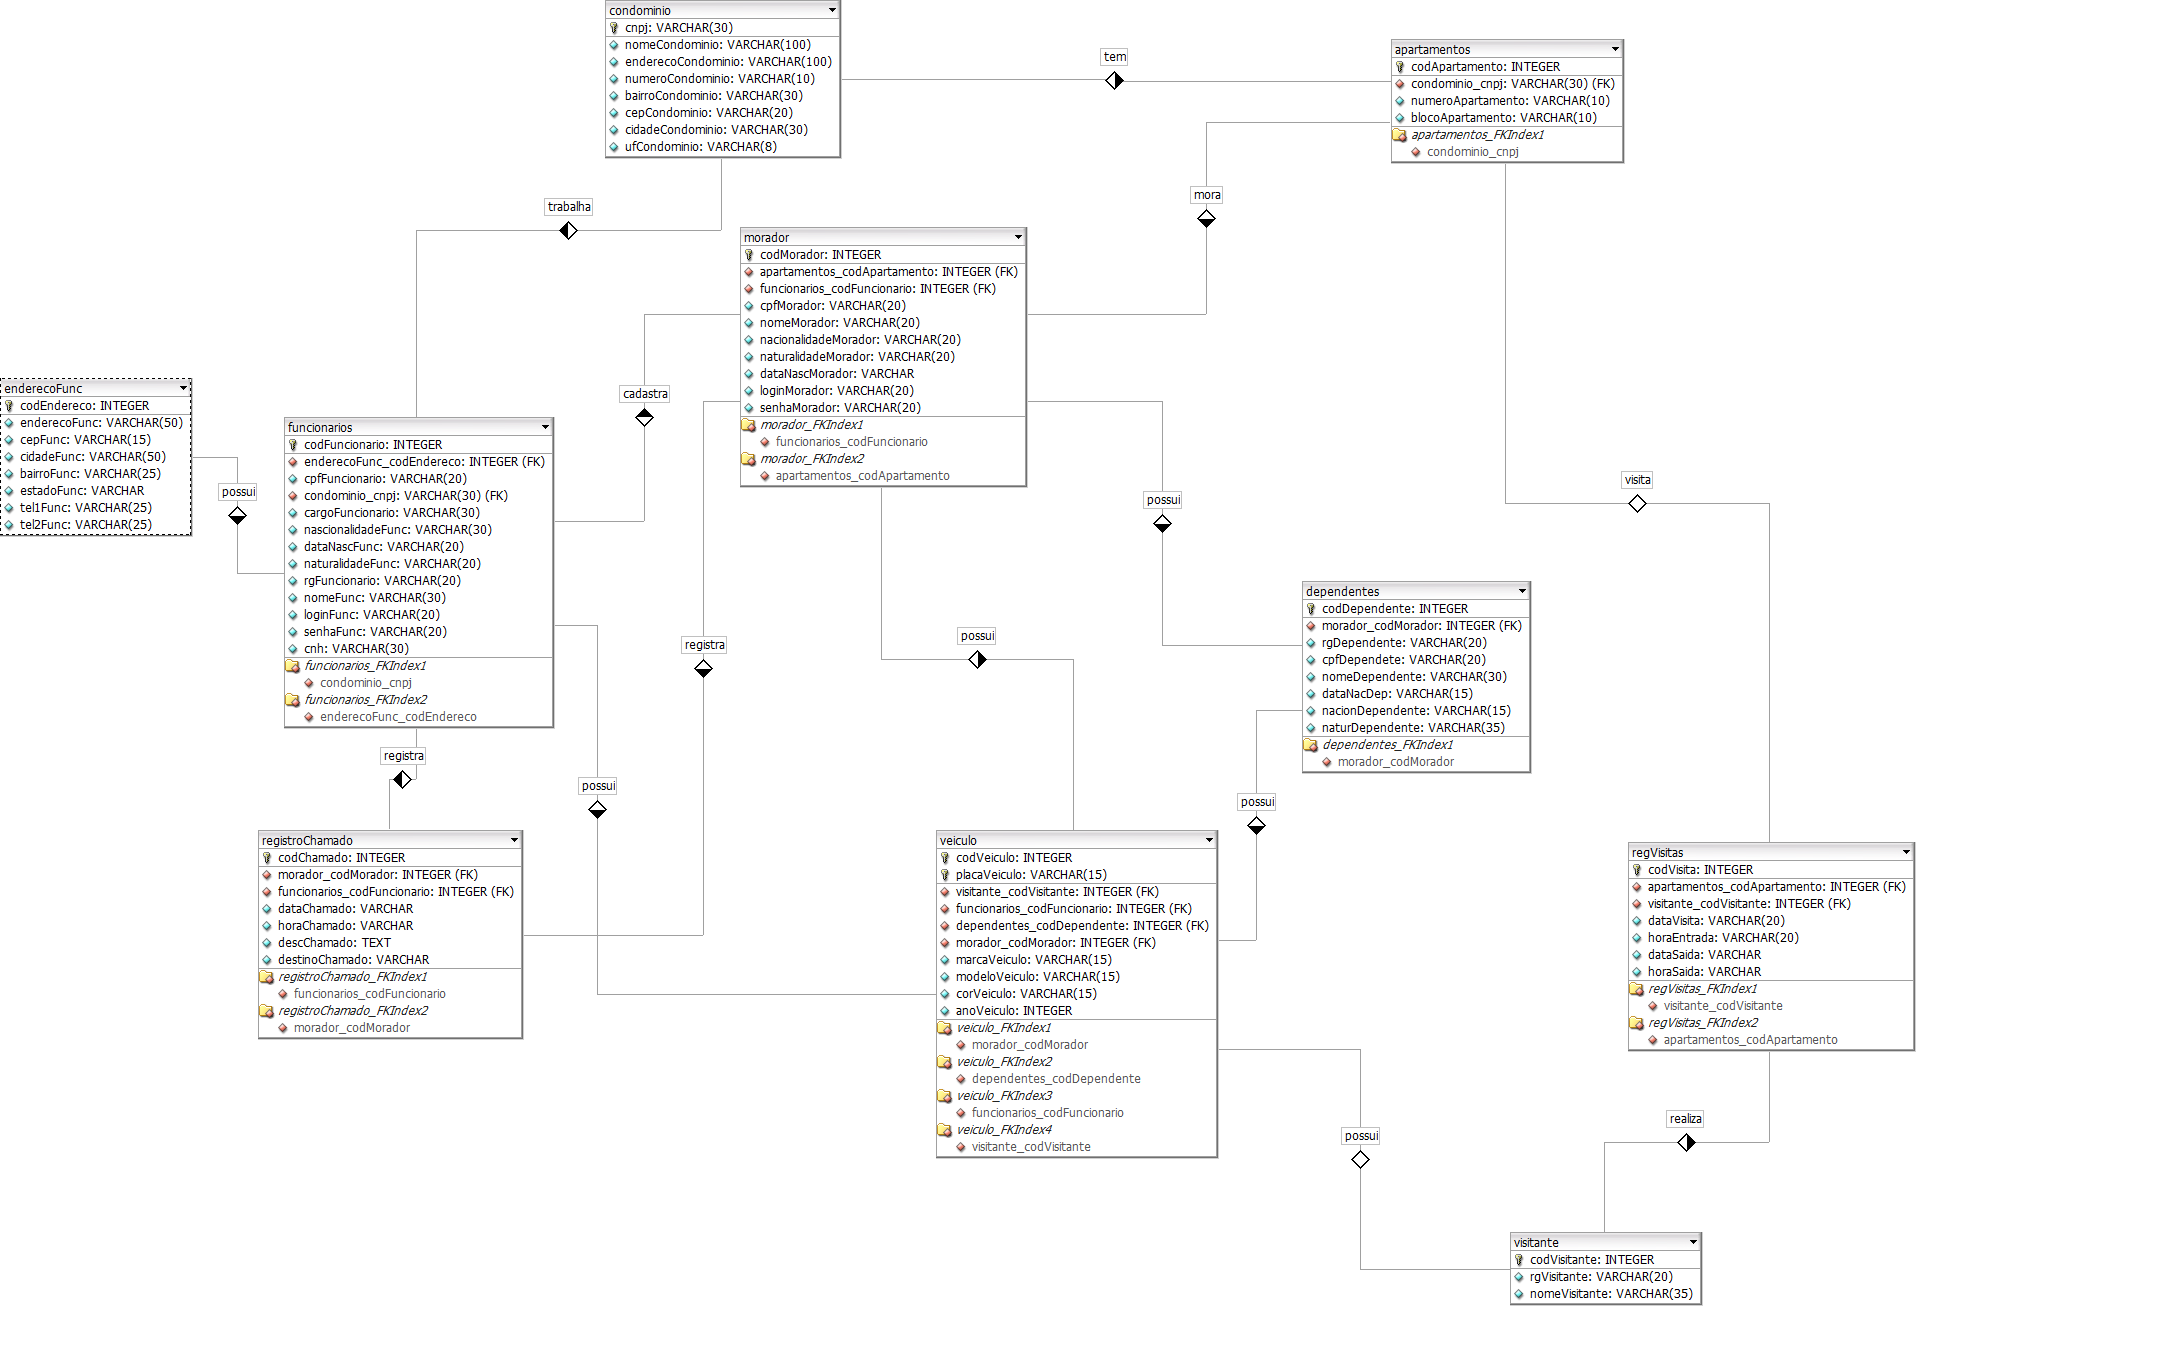 condominio
cnpj: VARCHAR(30)
nomeCondominio: VARCHAR(100)
enderecoCondominio: VARCHAR(100)
numeroCondominio: VARCHAR(10)
bairroCondominio: VARCHAR(30)
cepCondominio: VARCHAR(20)
cidadeCondominio: VARCHAR(30)
ufCondominio: VARCHAR(8)
tem
apartamentos
codApartamento: INTEGER
condominio_cnpj: VARCHAR(30) (FK)
numeroApartamento: VARCHAR(10)
blocoApartamento: VARCHAR(10)
apartamentos_FKIndex1
condominio_cnpj
trabalha
mora
morador
codMorador: INTEGER
apartamentos_codApartamento: INTEGER (FK)
funcionarios_codFuncionario: INTEGER (FK)
cpfMorador: VARCHAR(20)
nomeMorador: VARCHAR(20)
nacionalidadeMorador: VARCHAR(20)
naturalidadeMorador: VARCHAR(20)
dataNascMorador: VARCHAR
loginMorador: VARCHAR(20)
senhaMorador: VARCHAR(20)
morador_FKIndex1
funcionarios_codFuncionario
morador_FKIndex2
apartamentos_codApartamento
cadastra
enderecoFunc
codEndereco: INTEGER
enderecoFunc: VARCHAR(50)
cepFunc: VARCHAR(15)
cidadeFunc: VARCHAR(50)
bairroFunc: VARCHAR(25)
estadoFunc: VARCHAR
tel1Func: VARCHAR(25)
tel2Func: VARCHAR(25)
possui
funcionarios
codFuncionario: INTEGER
enderecoFunc_codEndereco: INTEGER (FK)
cpfFuncionario: VARCHAR(20)
condominio_cnpj: VARCHAR(30) (FK)
cargoFuncionario: VARCHAR(30)
nascionalidadeFunc: VARCHAR(30)
dataNascFunc: VARCHAR(20)
naturalidadeFunc: VARCHAR(20)
rgFuncionario: VARCHAR(20)
nomeFunc: VARCHAR(30)
loginFunc: VARCHAR(20)
senhaFunc: VARCHAR(20)
cnh: VARCHAR(30)
funcionarios_FKIndex1
condominio_cnpj
funcionarios_FKIndex2
enderecoFunc_codEndereco
possui
visita
registra
possui
dependentes
codDependente: INTEGER
morador_codMorador: INTEGER (FK)
rgDependente: VARCHAR(20)
cpfDependete: VARCHAR(20)
nomeDependente: VARCHAR(30)
dataNacDep: VARCHAR(15)
nacionDependente: VARCHAR(15)
naturDependente: VARCHAR(35)
dependentes_FKIndex1
morador_codMorador
registra
possui
possui
registroChamado
codChamado: INTEGER
morador_codMorador: INTEGER (FK)
funcionarios_codFuncionario: INTEGER (FK)
dataChamado: VARCHAR
horaChamado: VARCHAR
descChamado: TEXT
destinoChamado: VARCHAR
registroChamado_FKIndex1
funcionarios_codFuncionario
registroChamado_FKIndex2
morador_codMorador
veiculo
codVeiculo: INTEGER
placaVeiculo: VARCHAR(15)
visitante_codVisitante: INTEGER (FK)
funcionarios_codFuncionario: INTEGER (FK)
dependentes_codDependente: INTEGER (FK)
morador_codMorador: INTEGER (FK)
marcaVeiculo: VARCHAR(15)
modeloVeiculo: VARCHAR(15)
corVeiculo: VARCHAR(15)
anoVeiculo: INTEGER
veiculo_FKIndex1
morador_codMorador
veiculo_FKIndex2
dependentes_codDependente
veiculo_FKIndex3
funcionarios_codFuncionario
veiculo_FKIndex4
visitante_codVisitante
regVisitas
codVisita: INTEGER
apartamentos_codApartamento: INTEGER (FK)
visitante_codVisitante: INTEGER (FK)
dataVisita: VARCHAR(20)
horaEntrada: VARCHAR(20)
dataSaida: VARCHAR
horaSaida: VARCHAR
regVisitas_FKIndex1
visitante_codVisitante
regVisitas_FKIndex2
apartamentos_codApartamento
realiza
possui
visitante
codVisitante: INTEGER
rgVisitante: VARCHAR(20)
nomeVisitante: VARCHAR(35)